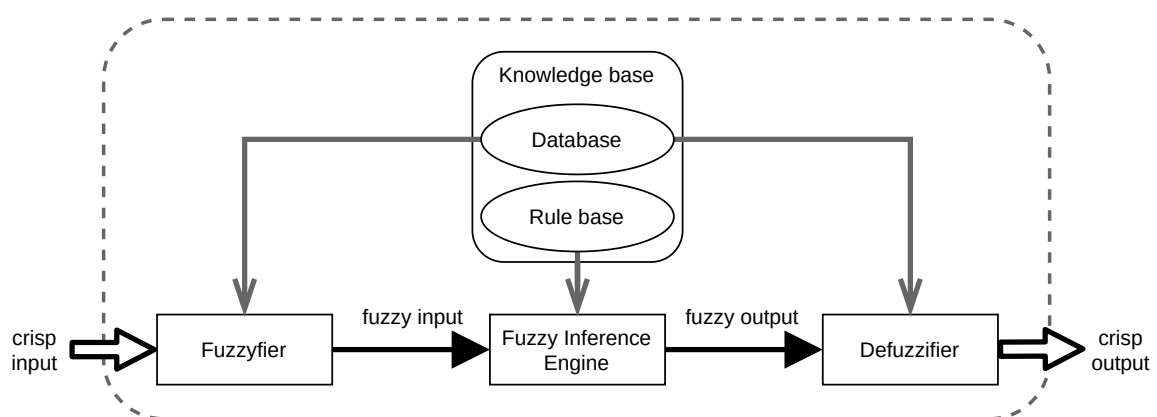 Knowledge base
Database
Rule base
fuzzy input
fuzzy output
crisp
input
Fuzzyfier
Fuzzy Inference
Engine
Defuzzifier
crisp
output